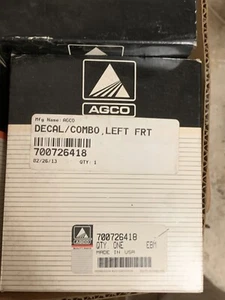 AGCO
Mfg Name: AGCO
DECAL/COMBO,LEFT FRT
700726418
02/26/13 QTY: 1
700726418
QTY. ONE EBM
MADE IN USA